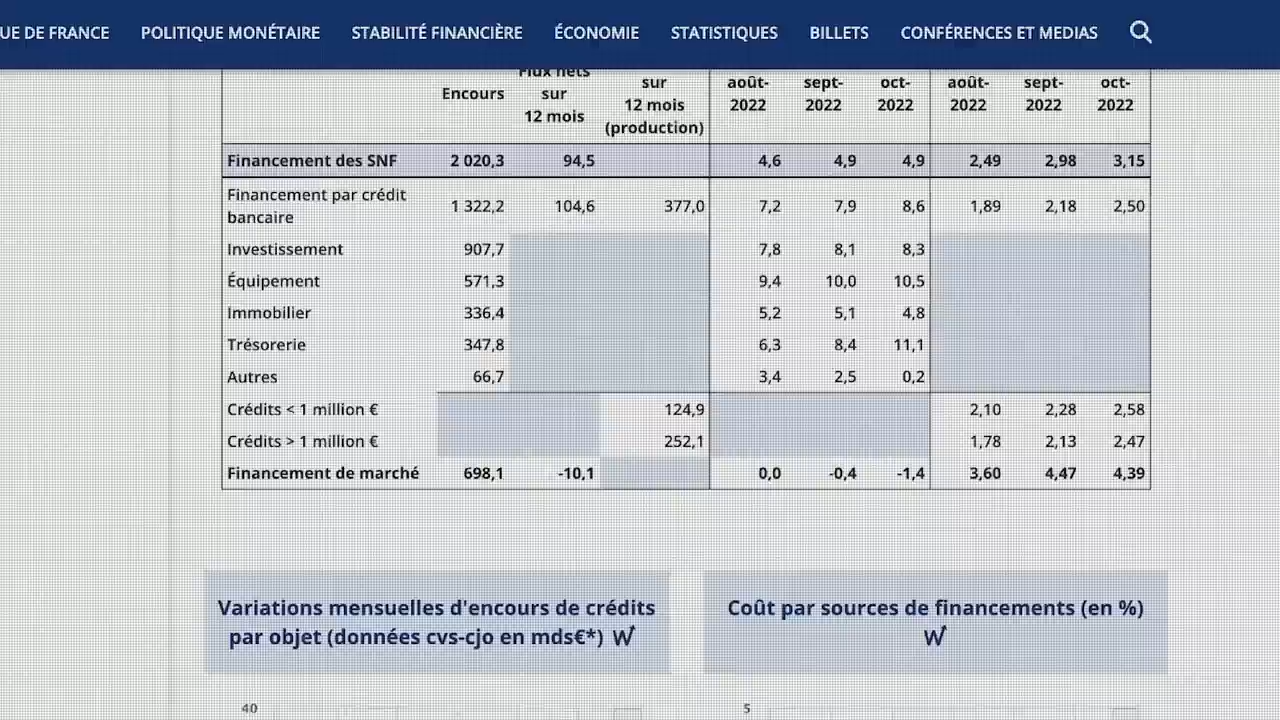 UE DE FRANCE POLITIQUE MONÉTAIRE STABILITÉ FINANCIÈRE ÉCONOMIE STATISTIQUES BILLETS CONFÉRENCES ET MEDIAS
Encours Flux nets sur 12 mois sur 12 mois (production) août-2022 sept-2022 oct-2022 août-2022 sept-2022 oct-2022
Financement des SNF 2 020,3 94,5 4,6 4,9 4,9 2,49 2,98 3,15
Financement par crédit bancaire 1 322,2 104,6 377,0 7,2 7,9 8,6 1,89 2,18 2,50
Investissement 907,7 7,8 8,1 8,3
Équipement 571,3 9,4 10,0 10,5
Immobilier 336,4 5,2 5,1 4,8
Trésorerie 347,8 6,3 8,4 11,1
Autres 66,7 3,4 2,5 0,2
Crédits < 1 million € 124,9 2,10 2,28 2,58
Crédits > 1 million € 252,1 1,78 2,13 2,47
Financement de marché 698,1 -10,1 0,0 -0,4 -1,4 3,60 4,47 4,39
Variations mensuelles d'encours de crédits
par objet (données cvs-cjo en mds€*)
Coût par sources de financements (en %)
40 5